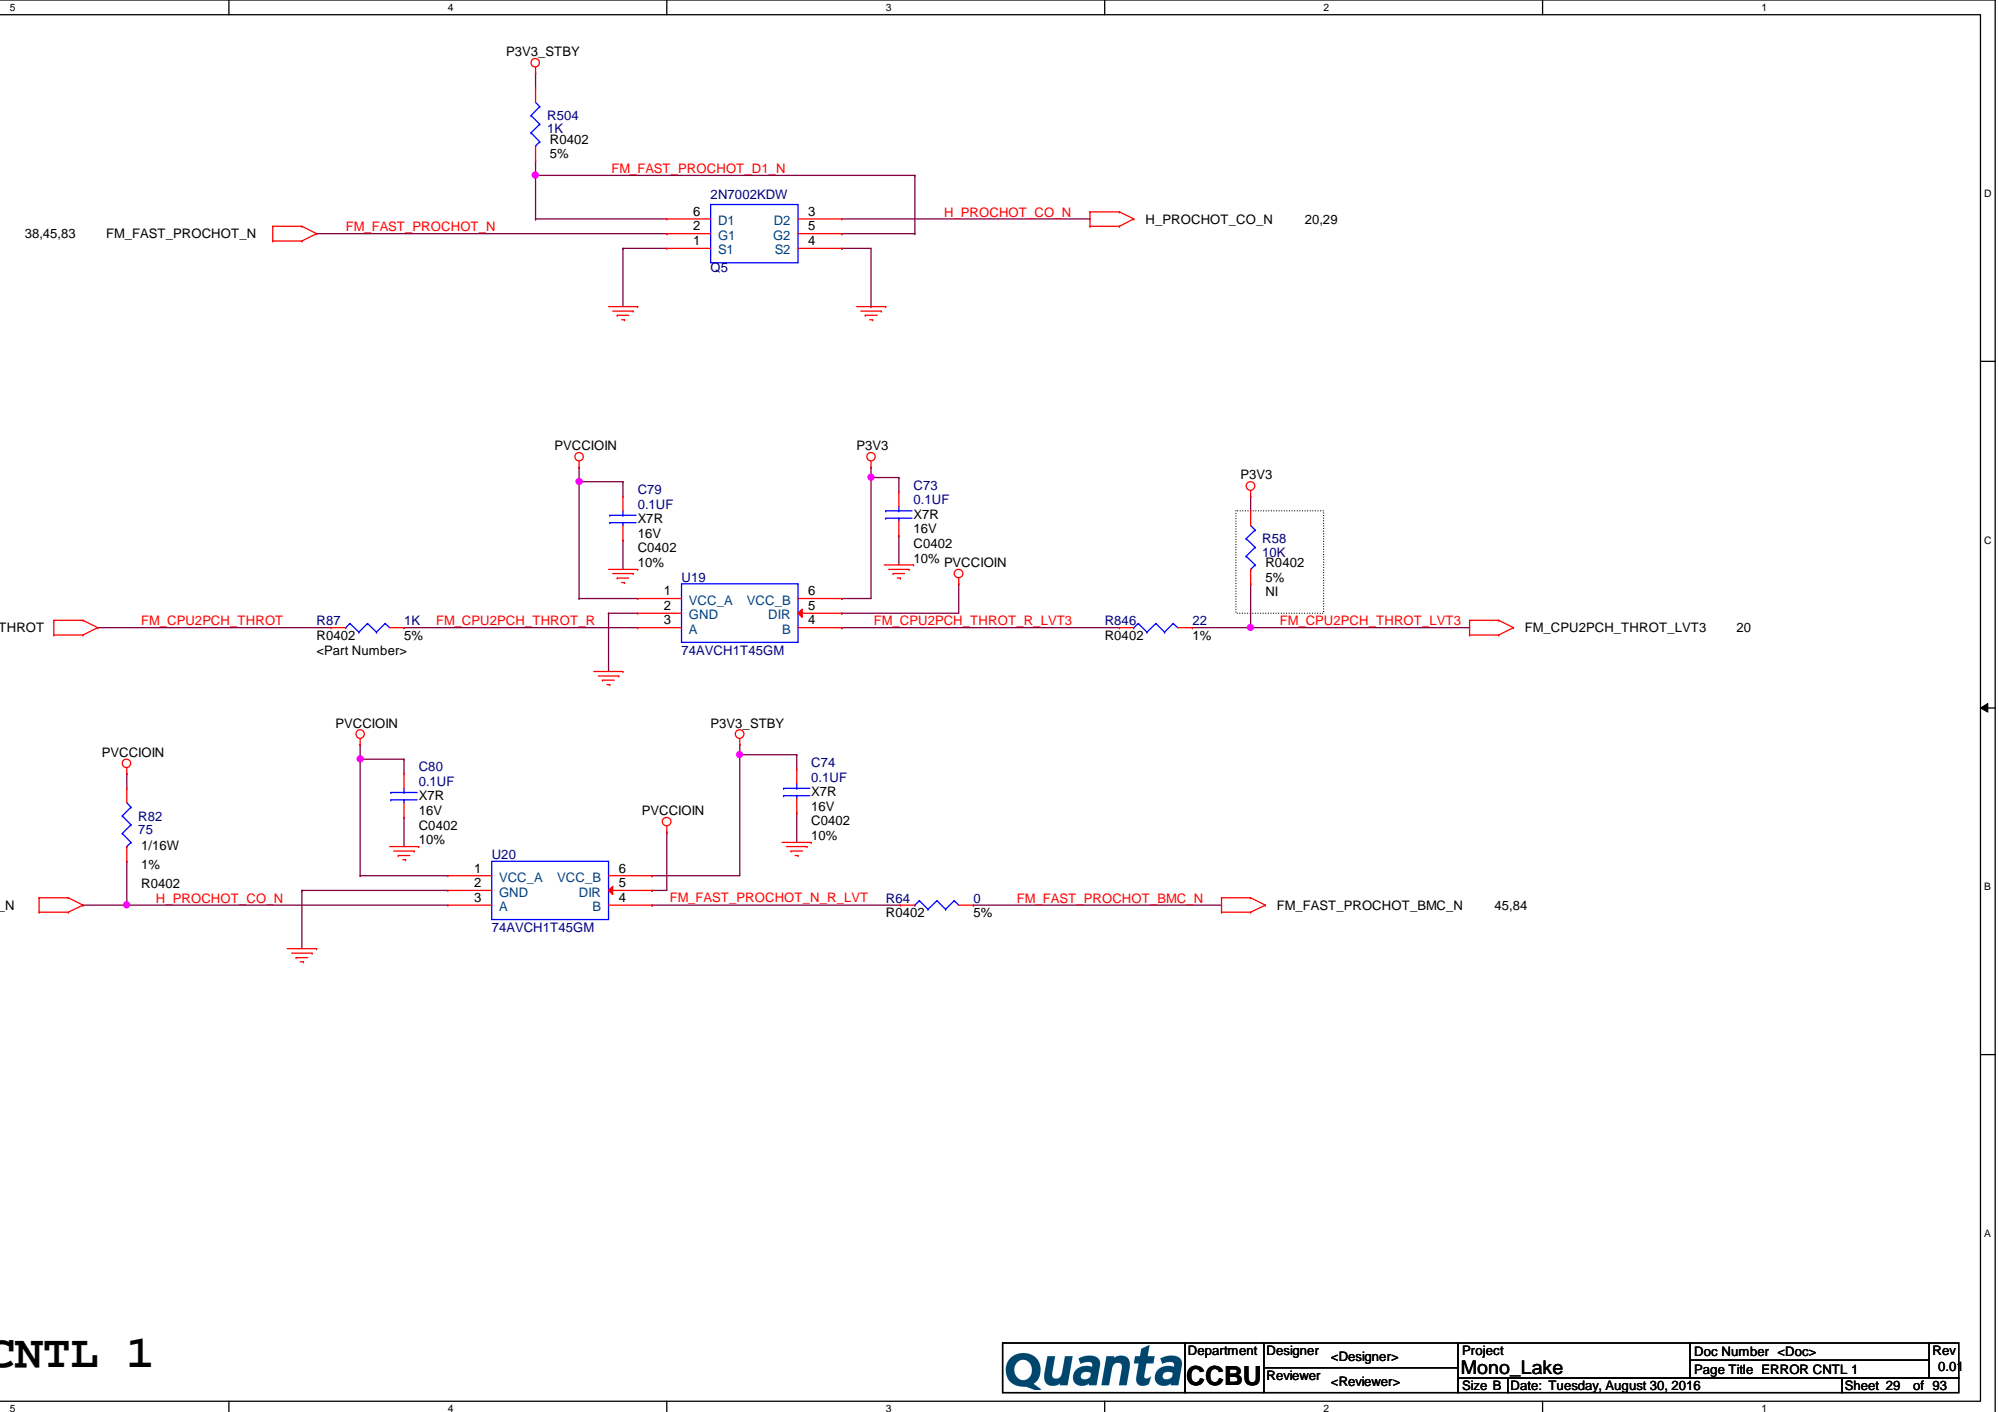 5 4 3 2 1
P3V3_STBY
R504
1K
R0402
5%
FM_FAST_PROCHOT_D1_N
2N7002KDW
6 D1 D2 3
2 G1 G2 5
1 S1 S2 4
Q5
38,45,83 FM_FAST_PROCHOT_N FM_FAST_PROCHOT_N
H_PROCHOT_CO_N H_PROCHOT_CO_N 20,29
D
PVCCIOIN
C79
0.1UF
X7R
16V
C0402
10%
P3V3
C73
0.1UF
X7R
16V
C0402
10%
PVCCIOIN
P3V3
R58
10K
R0402
5%
NI
C
U19
1 VCC_A VCC_B 6
2 GND DIR 5
3 A B 4
74AVCH1T45GM
THROT FM_CPU2PCH_THROT R87 1K FM_CPU2PCH_THROT_R
R0402 5%
<Part Number>
FM_CPU2PCH_THROT_R_LVT3 R846 22 FM_CPU2PCH_THROT_LVT3 FM_CPU2PCH_THROT_LVT3 20
R0402 1%
PVCCIOIN
R82
75
1/16W
1%
R0402
PVCCIOIN
C80
0.1UF
X7R
16V
C0402
10%
PVCCIOIN
P3V3_STBY
C74
0.1UF
X7R
16V
C0402
10%
U20
1 VCC_A VCC_B 6
2 GND DIR 5
3 A B 4
74AVCH1T45GM
_N H_PROCHOT_CO_N
FM_FAST_PROCHOT_N_R_LVT R64 0 FM_FAST_PROCHOT_BMC_N FM_FAST_PROCHOT_BMC_N 45,84
R0402 5%
B
A
CNTL 1
Quanta
Department
CCBU
Designer <Designer>
Reviewer <Reviewer>
Project
Mono_Lake
Size B Date: Tuesday, August 30, 2016
Doc Number <Doc>
Page Title ERROR CNTL 1
Rev
0.01
Sheet 29 of 93
5 4 3 2 1